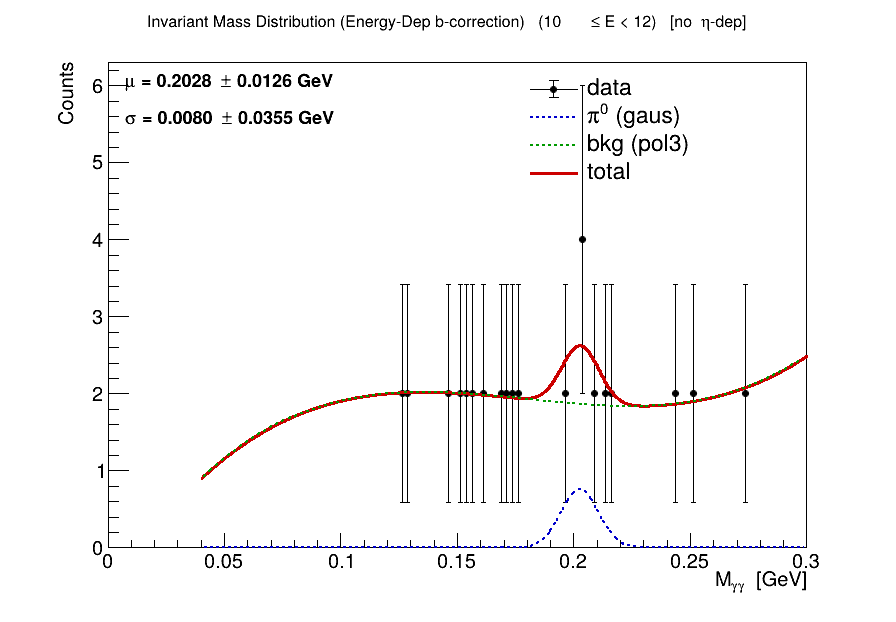 Invariant Mass Distribution (Energy-Dep b-correction) (10 ≤ E < 12) [no η-dep]
μ = 0.2028 ± 0.0126 GeV
σ = 0.0080 ± 0.0355 GeV
data
π⁰ (gaus)
bkg (pol3)
total
Counts
6
5
4
3
2
1
0
0 0.05 0.1 0.15 0.2 0.25 0.3
Mγγ [GeV]